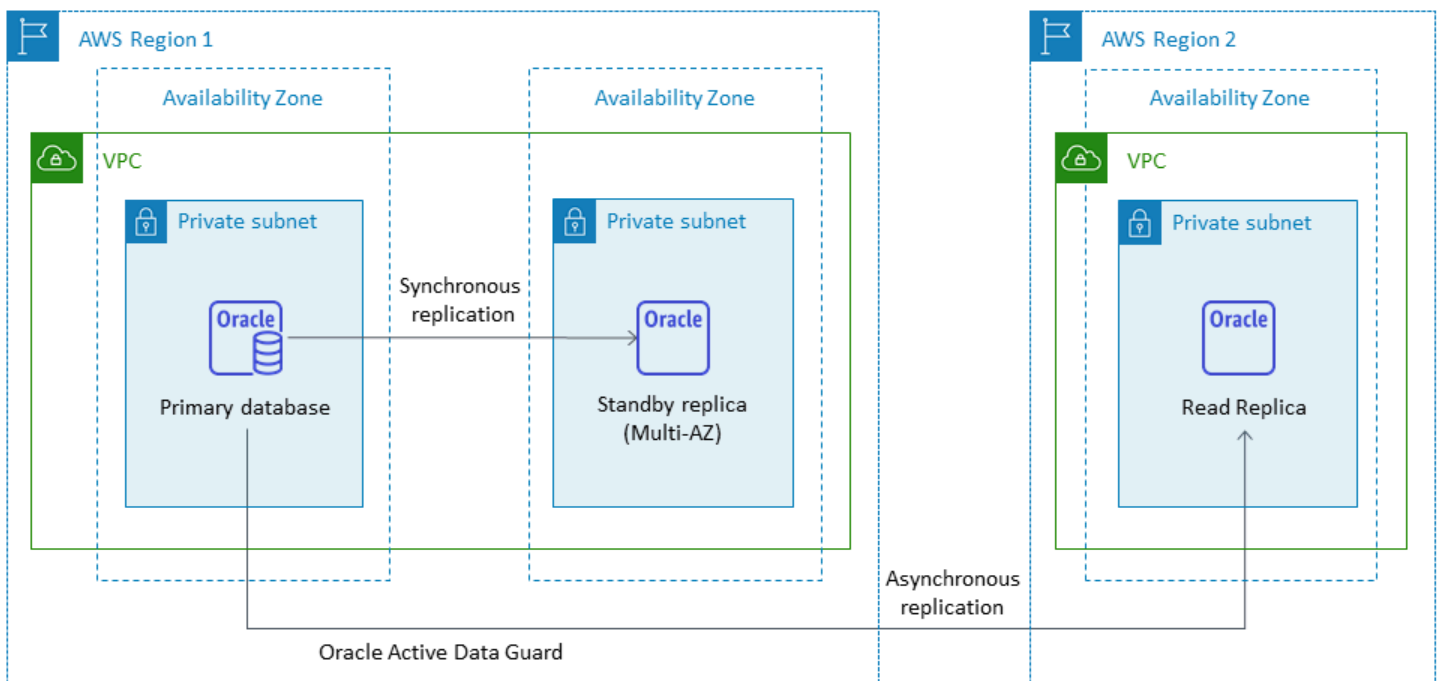 AWS Region 1
AWS Region 2
Availability Zone
Availability Zone
Availability Zone
VPC
VPC
Private subnet
Private subnet
Private subnet
Synchronous
replication
Oracle
Oracle
Oracle
Primary database
Standby replica
(Multi-AZ)
Read Replica
Asynchronous
replication
Oracle Active Data Guard